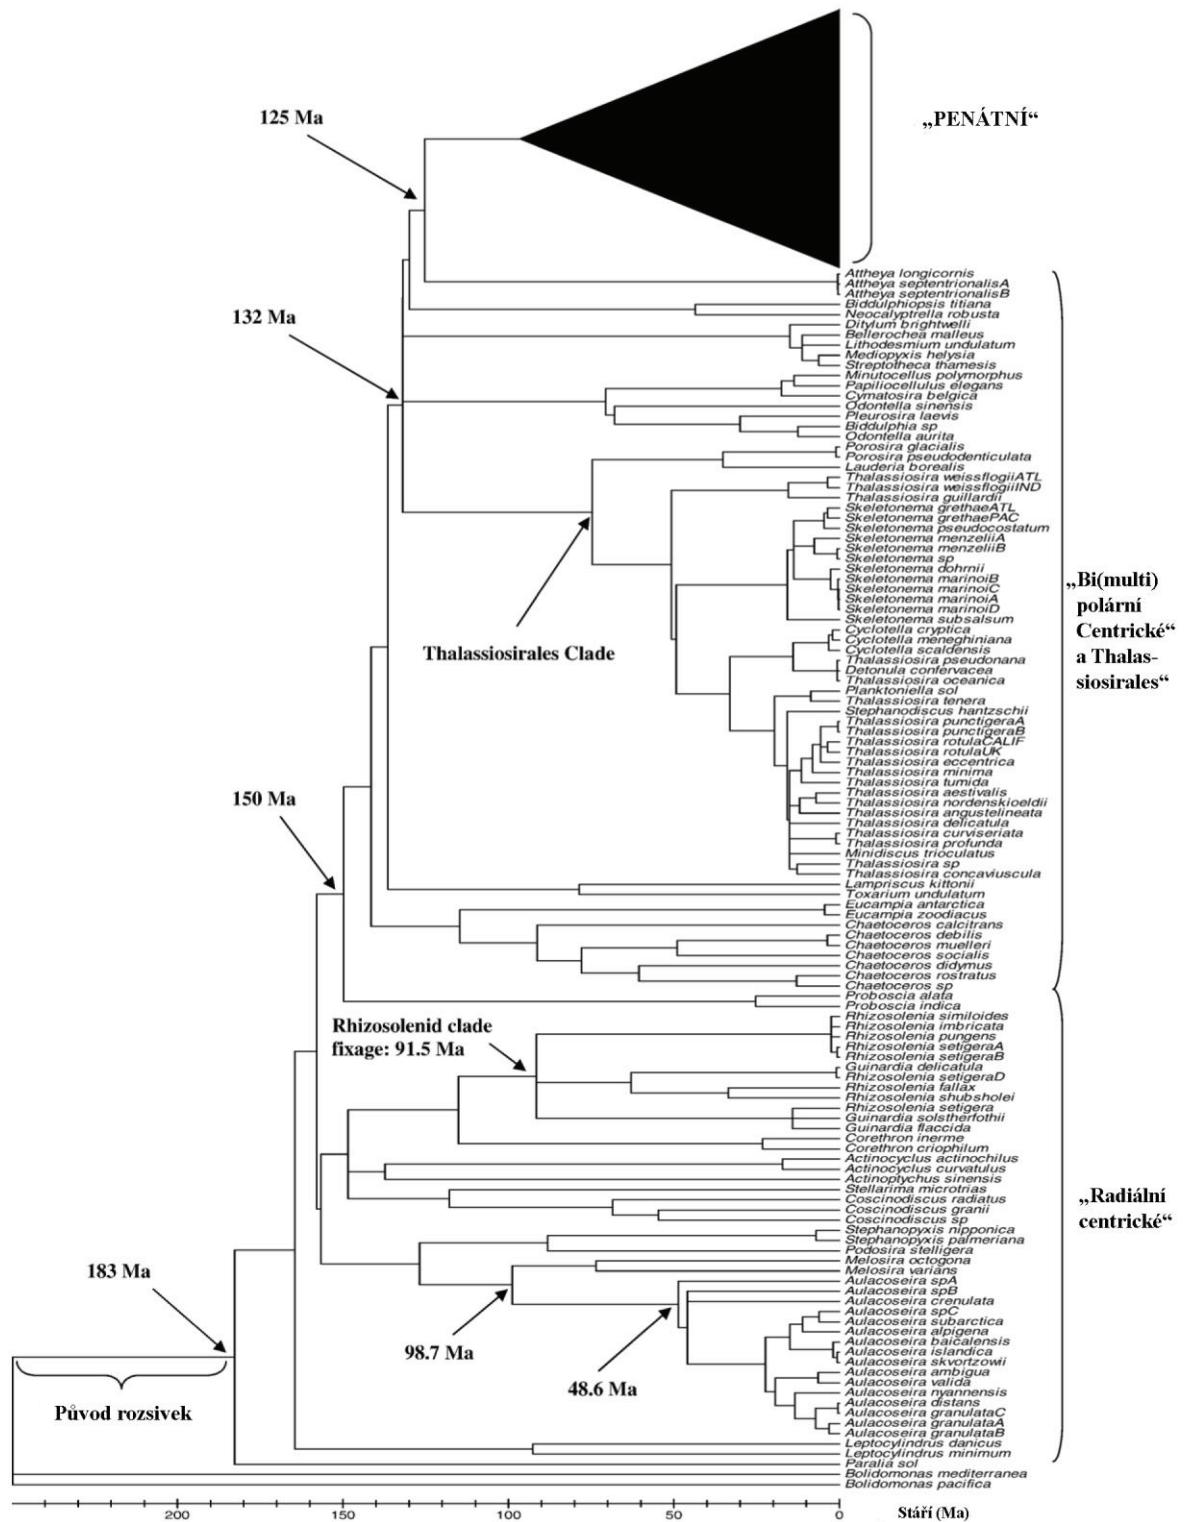 „PENÁTNÍ“
125 Ma
Attheya longicornis
Attheya septentrionalisA
Attheya septentrionalisB
Biddulphiopsis titiana
Neocalyptrella robusta
132 Ma
Ditylum brightwelli
Bellerochea malleus
Lithodesmium undulatum
Mediopyxis helysia
Streptotheca thamesis
Minutocellus polymorphus
Papiliocellulus elegans
Cymatosira belgica
Odontella sinensis
Pleurosira laevis
Biddulphia sp
Odontella aurita
Porosira glacialis
Porosira pseudodenticulata
Lauderia borealis
Thalassiosira weissflogiiATL
Thalassiosira weissflogiiIND
Thalassiosira guillardii
Skeletonema grethaeATL
Skeletonema grethaePAC
Skeletonema pseudocostatum
Skeletonema menzeliiA
Skeletonema menzeliiB
Skeletonema sp
Skeletonema dohrnii
Skeletonema marinoiB
Skeletonema marinoiC
Skeletonema marinoiA
Skeletonema marinoiD
Skeletonema subsalsum
„Bi(multi)
polární
Centrické“
a Thalas-
siosirales“
Thalassiosirales Clade
Cyclotella cryptica
Cyclotella meneghiniana
Cyclotella scaldensis
Thalassiosira pseudonana
Detonula confervacea
Thalassiosira oceanica
Planktoniella sol
Thalassiosira tenera
Stephanodiscus hantzschii
Thalassiosira punctigeraA
Thalassiosira punctigeraB
Thalassiosira rotulaCALIF
Thalassiosira rotulaUK
Thalassiosira eccentrica
Thalassiosira minima
Thalassiosira tumida
Thalassiosira aestivalis
Thalassiosira nordenskioeldii
Thalassiosira angustelineata
Thalassiosira delicatula
Thalassiosira curviseriata
Thalassiosira profunda
Minidiscus trioculatus
Thalassiosira sp
Thalassiosira concaviuscula
150 Ma
Lampriscus kittonii
Toxarium undulatum
Eucampia antarctica
Eucampia zoodiacus
Chaetoceros calcitrans
Chaetoceros debilis
Chaetoceros muelleri
Chaetoceros socialis
Chaetoceros didymus
Chaetoceros rostratus
Chaetoceros sp
Proboscia alata
Proboscia indica
Rhizosolenid clade
fixage: 91.5 Ma
Rhizosolenia similoides
Rhizosolenia imbricata
Rhizosolenia pungens
Rhizosolenia setigeraA
Rhizosolenia setigeraB
Guinardia delicatula
Rhizosolenia setigeraD
Rhizosolenia fallax
Rhizosolenia shubsholei
Rhizosolenia setigera
Guinardia solstherfothii
Guinardia flaccida
Corethron inerme
Corethron criophilum
Actinocyclus actinochilus
Actinocyclus curvatulus
Actinoptychus sinensis
Stellarima microtrias
Coscinodiscus radiatus
Coscinodiscus granii
Coscinodiscus sp
„Radiální
centrické“
Stephanopyxis nipponica
Stephanopyxis palmeriana
Podosira stelligera
Melosira octogona
Melosira varians
183 Ma
Aulacoseira spA
Aulacoseira spB
Aulacoseira crenulata
Aulacoseira spC
Aulacoseira subarctica
Aulacoseira alpigena
Aulacoseira baicalensis
Aulacoseira islandica
Aulacoseira skvortzowii
98.7 Ma
48.6 Ma
Aulacoseira ambigua
Aulacoseira valida
Aulacoseira nyannensis
Aulacoseira distans
Aulacoseira granulataC
Aulacoseira granulataA
Aulacoseira granulataB
Původ rozsivek
Leptocylindrus danicus
Leptocylindrus minimum
Paralia sol
Bolidomonas mediterranea
Bolidomonas pacifica
200 150 100 50 0 Stáří (Ma)